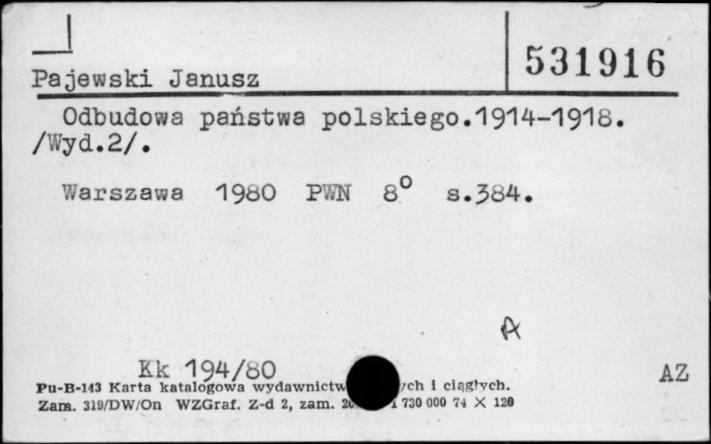 531916
Pajewski Janusz
Odbudowa państwa polskiego.1914-1918.
/Wyd.2/.
Warszawa 1980 PWN 8° s.384.
A
Kk 194/80
AZ
Pu-B-143 Karta katalogowa wydawnictw ych i ciągłych.
Zam. 319/DW/On WZGraf. Z-d 2, zam. 1 730 000 74 X 120